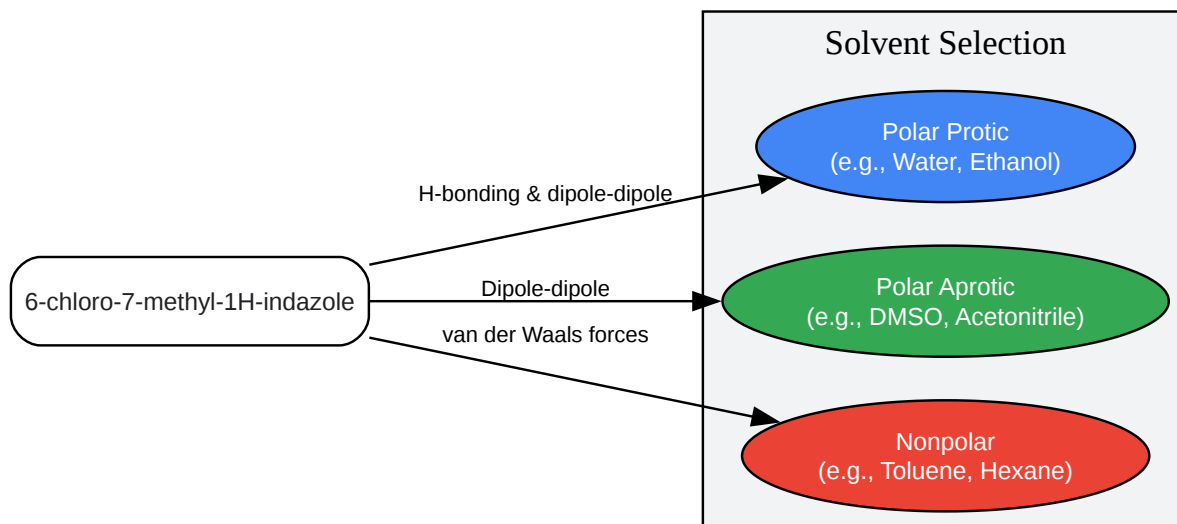 Solvent Selection
Polar Protic
(e.g., Water, Ethanol)
H-bonding & dipole-dipole
6-chloro-7-methyl-1H-indazole
Dipole-dipole
Polar Aprotic
(e.g., DMSO, Acetonitrile)
van der Waals forces
Nonpolar
(e.g., Toluene, Hexane)